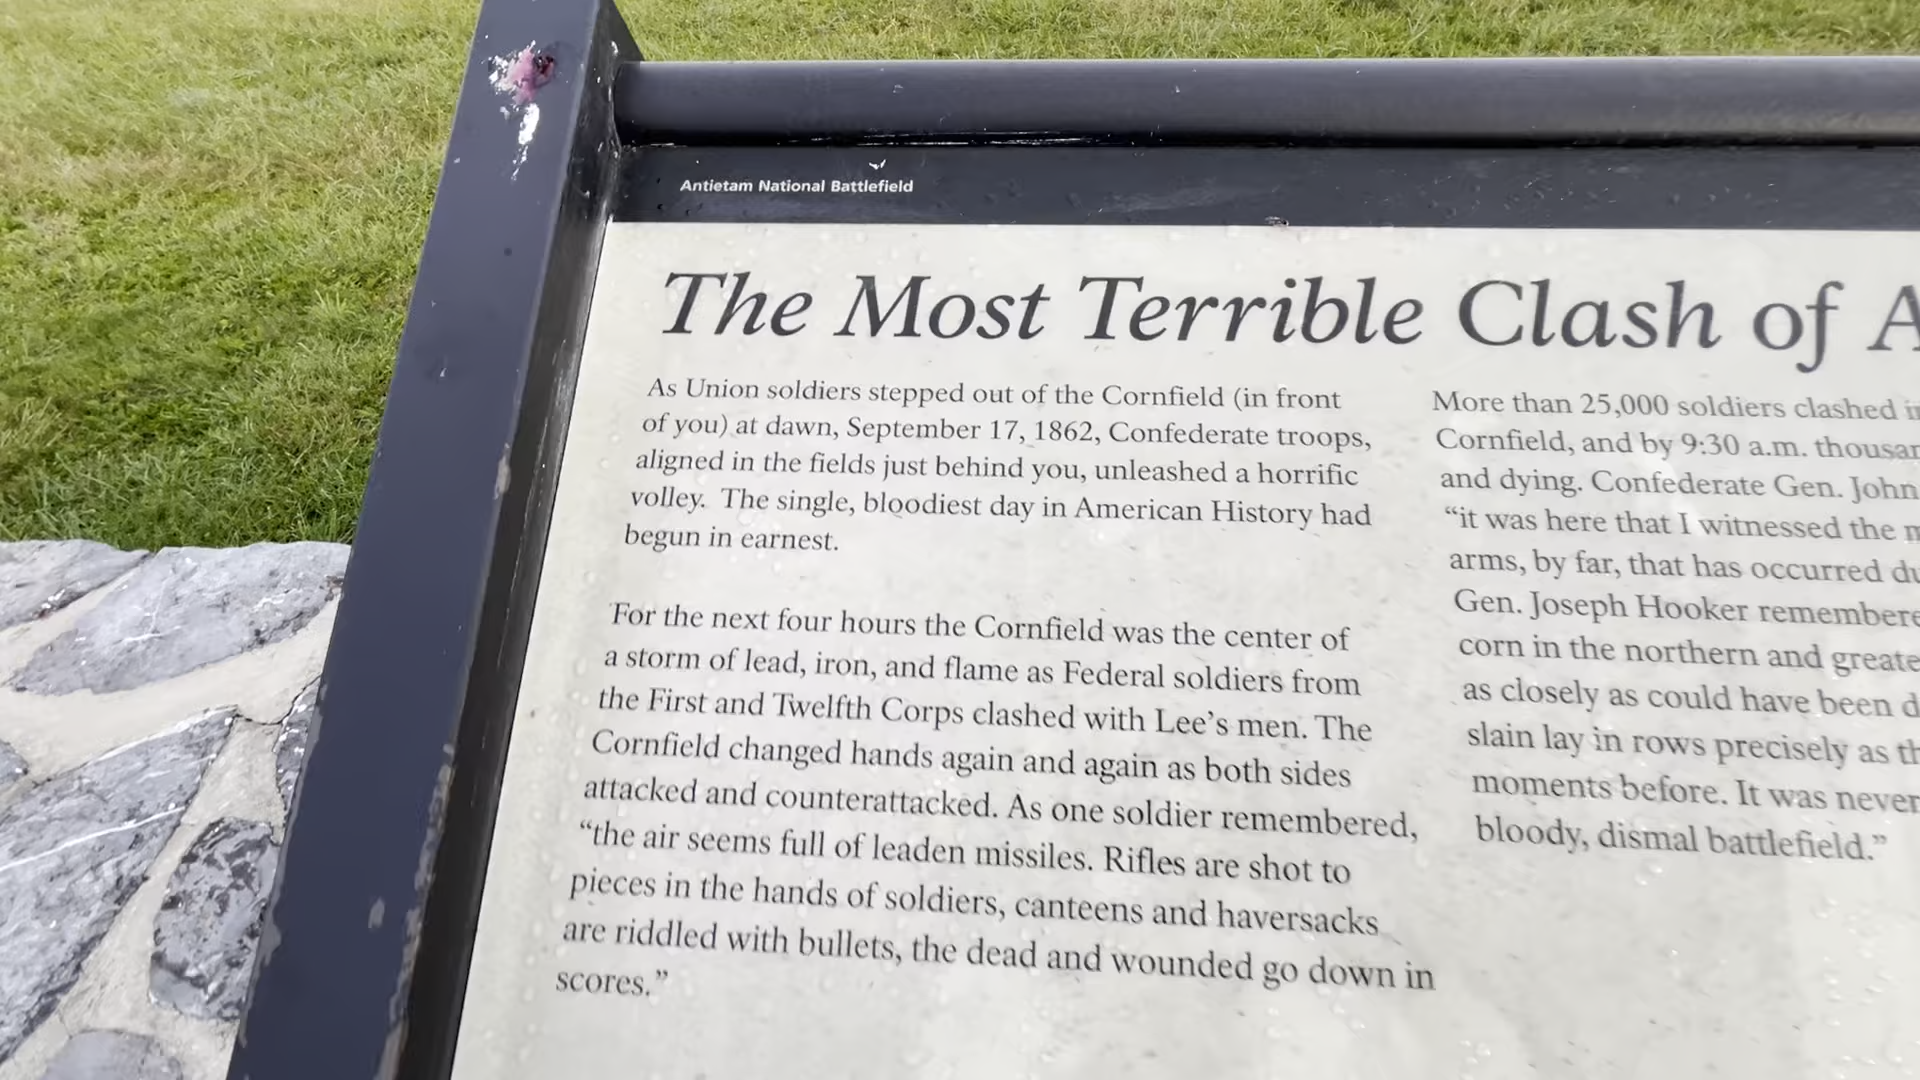 Antietam National Battlefield
The Most Terrible Clash of
As Union soldiers stepped out of the Cornfield (in front
of you) at dawn, September 17, 1862, Confederate troops,
aligned in the fields just behind you, unleashed a horrific
volley. The single, bloodiest day in American History had
begun in earnest.
For the next four hours the Cornfield was the center of
a storm of lead, iron, and flame as Federal soldiers from
the First and Twelfth Corps clashed with Lee's men. The
Cornfield changed hands again and again as both sides
attacked and counterattacked. As one soldier remembered,
“the air seems full of leaden missiles. Rifles are shot to
pieces in the hands of soldiers, canteens and haversacks
are riddled with bullets, the dead and wounded go down in
scores.”
More than 25,000 soldiers clashed
Cornfield, and by 9:30 a.m.
and dying. Confederate Gen. John
“it was here that I witnessed the
arms, by far, that has occurred
Gen. Joseph Hooker
corn in the northern and
as closely as could have been
slain lay in rows precisely as
moments before. It was never
bloody, dismal battlefield.”